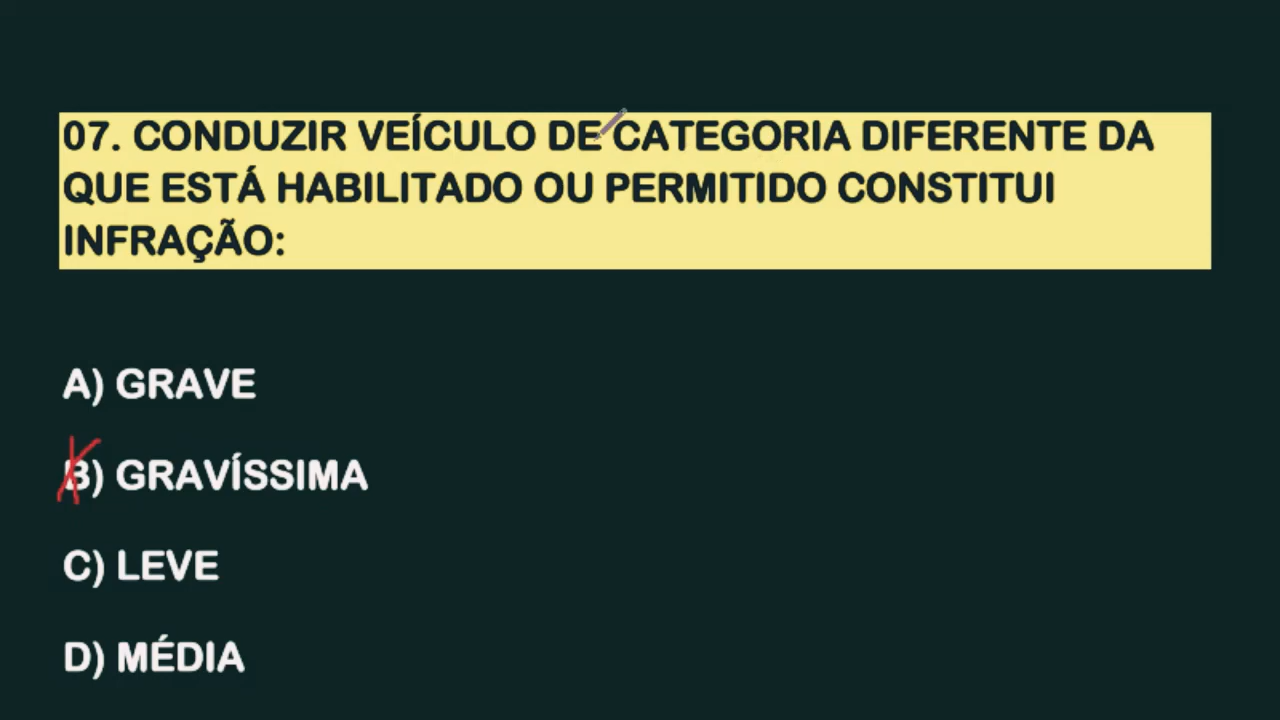 07. CONDUZIR VEÍCULO DE CATEGORIA DIFERENTE DA
QUE ESTÁ HABILITADO OU PERMITIDO CONSTITUI
INFRAÇÃO:
A) GRAVE
B) GRAVÍSSIMA
C) LEVE
D) MÉDIA